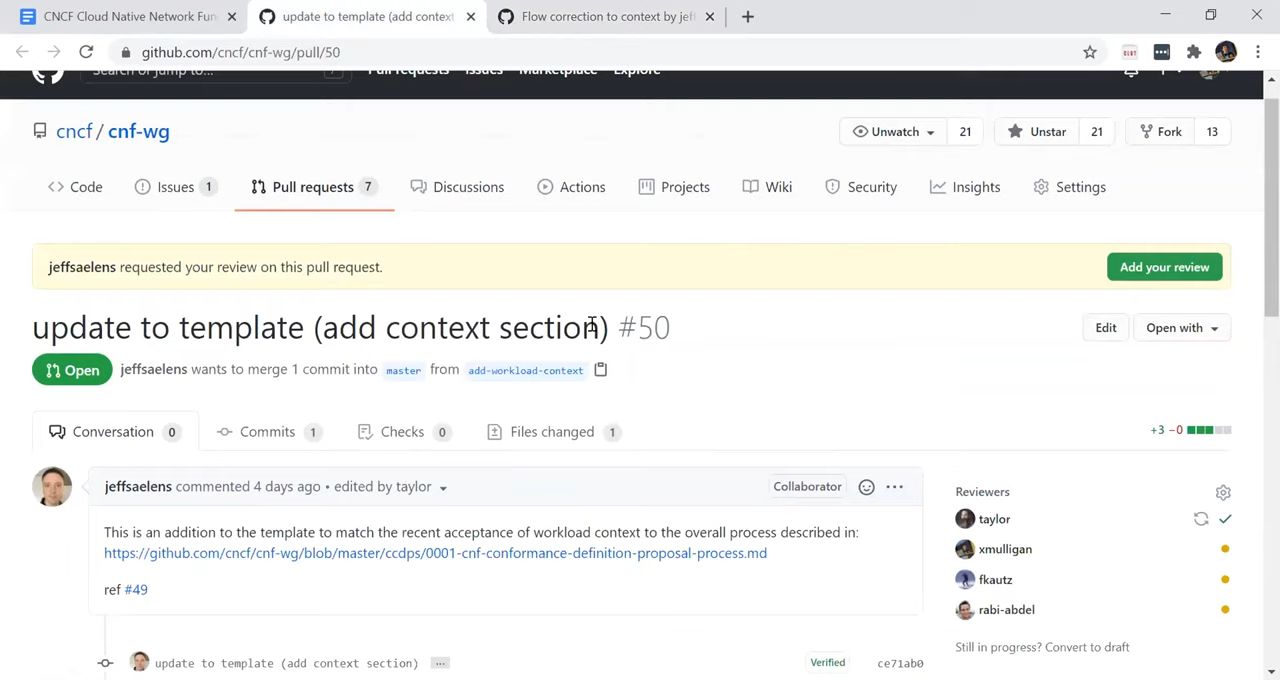 CNCF Cloud Native Network Fun
update to template (add context
Flow correction to context by jeff
github.com/cncf/cnf-wg/pull/50
Search or jump to...
Pull requests Issues Marketplace Explore
cncf / cnf-wg
Unwatch 21
Unstar 21
Fork 13
Code
Issues 1
Pull requests 7
Discussions
Actions
Projects
Wiki
Security
Insights
Settings
jeffsaelens requested your review on this pull request.
Add your review
update to template (add context section) #50
Edit
Open with
Open
jeffsaelens wants to merge 1 commit into master from add-workload-context
Conversation 0
Commits 1
Checks 0
Files changed 1
+3 −0
jeffsaelens commented 4 days ago • edited by taylor
Collaborator
This is an addition to the template to match the recent acceptance of workload context to the overall process described in:
https://github.com/cncf/cnf-wg/blob/master/ccdps/0001-cnf-conformance-definition-proposal-process.md
ref #49
update to template (add context section) ...
Verified
ce71ab0
Reviewers
taylor
xmulligan
fkautz
rabi-abdel
Still in progress? Convert to draft